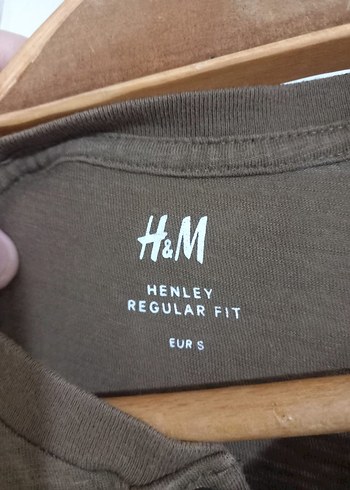 H&M
HENLEY
REGULAR FIT
EUR S